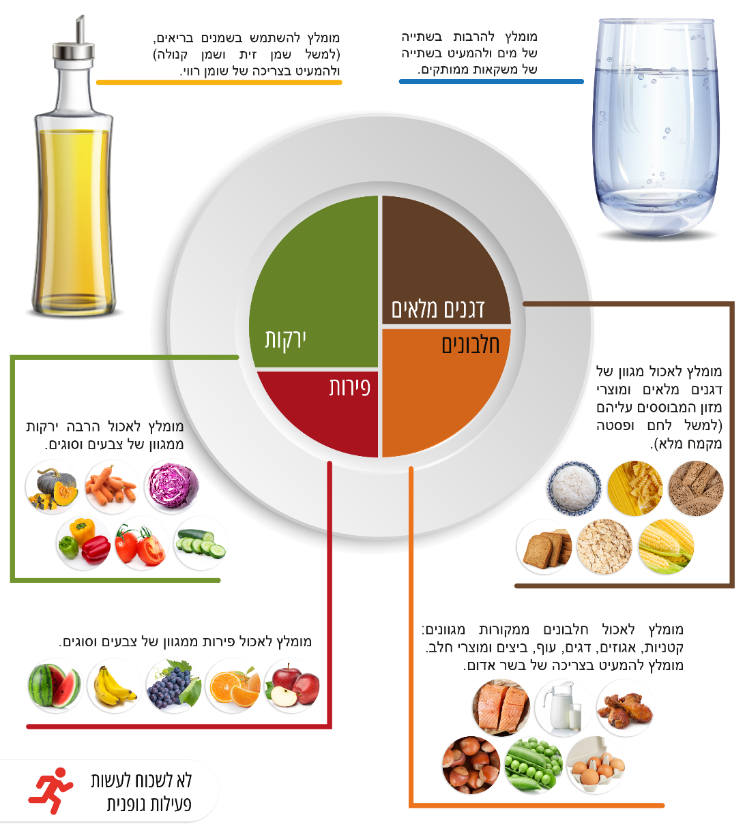 מומלץ להרבות בשתייה
של מים ולהמעיט בשתייה
של משקאות ממותקים.
מומלץ להשתמש בשמנים בריאים,
(למשל שמן זית ושמן קנולה)
ולהמעיט בצריכה של שומן רווי.
דגנים מלאים
ירקות
חלבונים
פירות
מומלץ לאכול מגוון של
דגנים מלאים ומוצרי
מזון המבוססים עליהם
(למשל לחם ופסטה
מקמח מלא).
מומלץ לאכול הרבה ירקות
ממגוון של צבעים וסוגים.
מומלץ לאכול חלבונים ממקורות מגוונים:
קטניות, אגוזים, דגים, עוף, ביצים ומוצרי חלב.
מומלץ להמעיט בצריכה של בשר אדום.
מומלץ לאכול פירות ממגוון של צבעים וסוגים.
לא לשכוח לעשות
פעילות גופנית